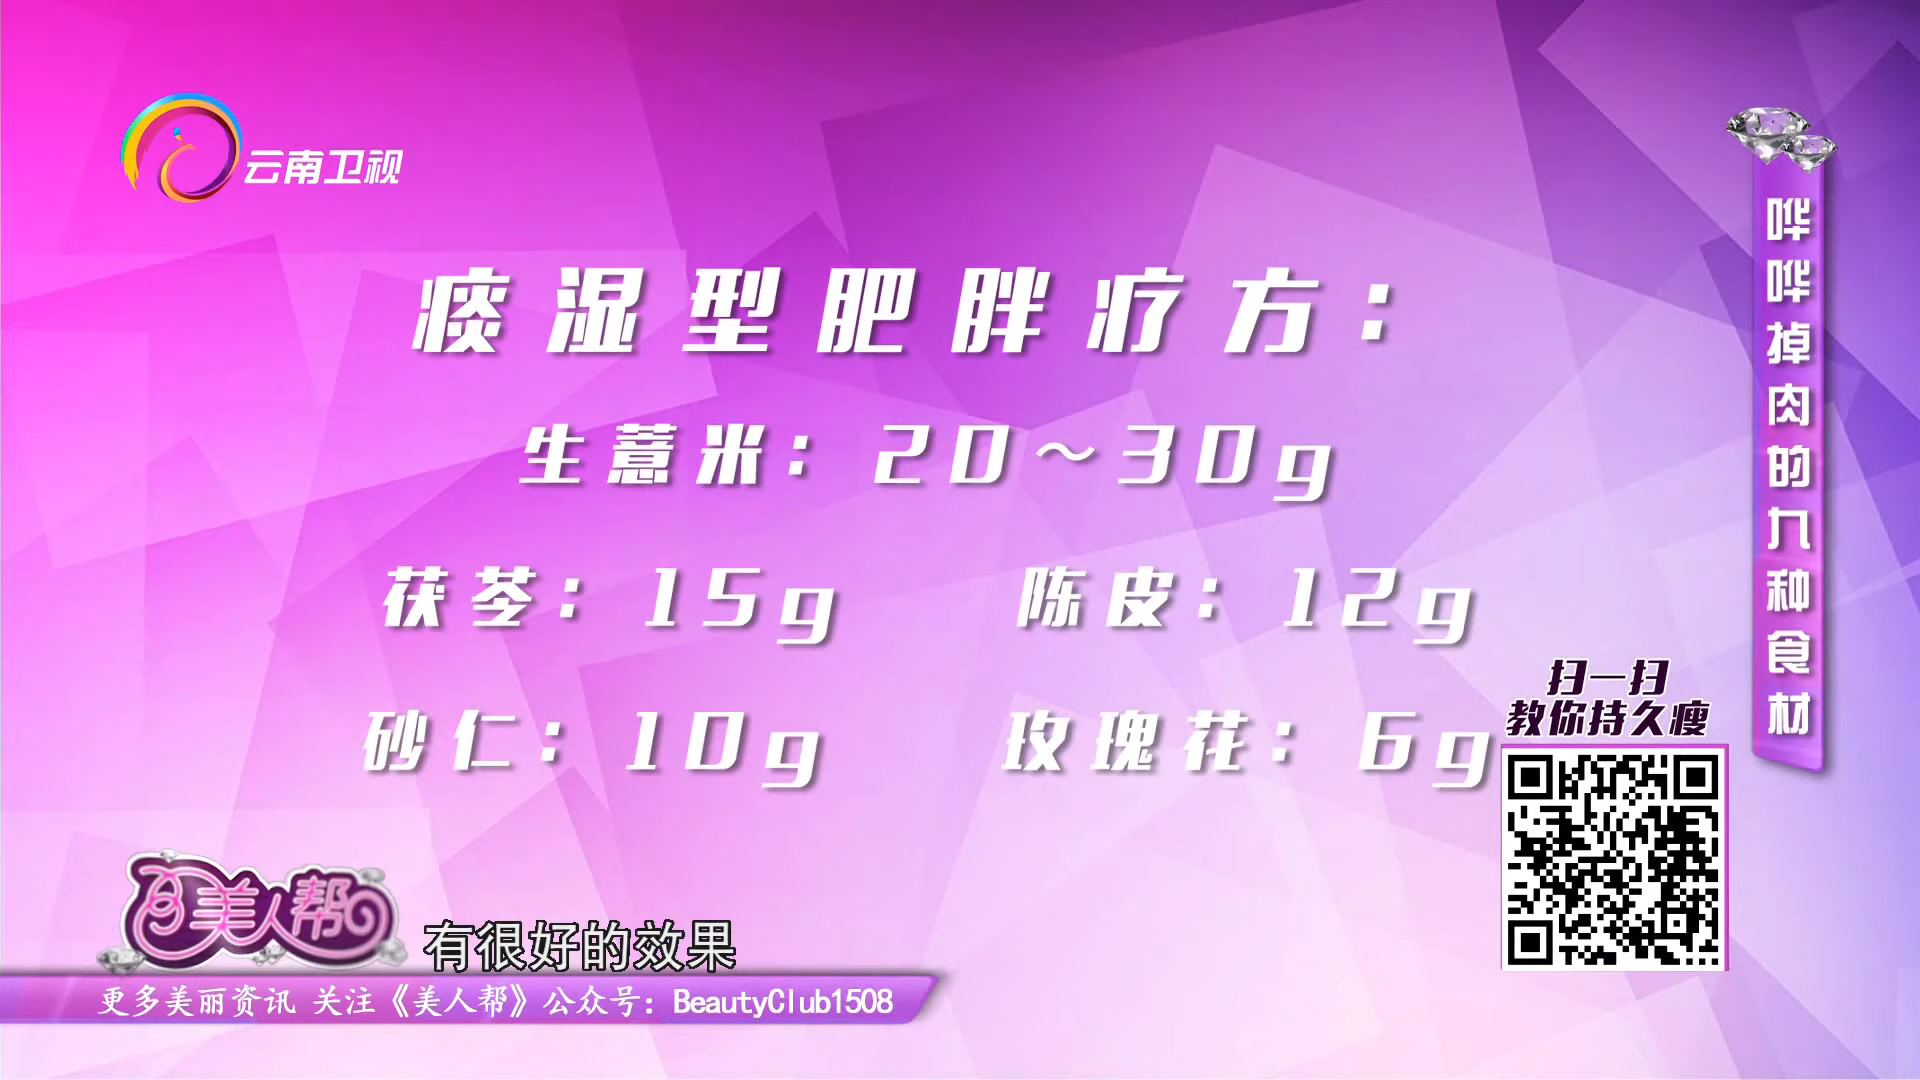 云南卫视
痰湿型肥胖疗方：
生薏米：20～30g
茯苓：15g 陈皮：12g
砂仁：10g 玫瑰花：6g
哗哗掉肉的九种食材
扫一扫
教你持久瘦
美人帮
有很好的效果
更多美丽资讯 关注《美人帮》公众号：BeautyClub1508